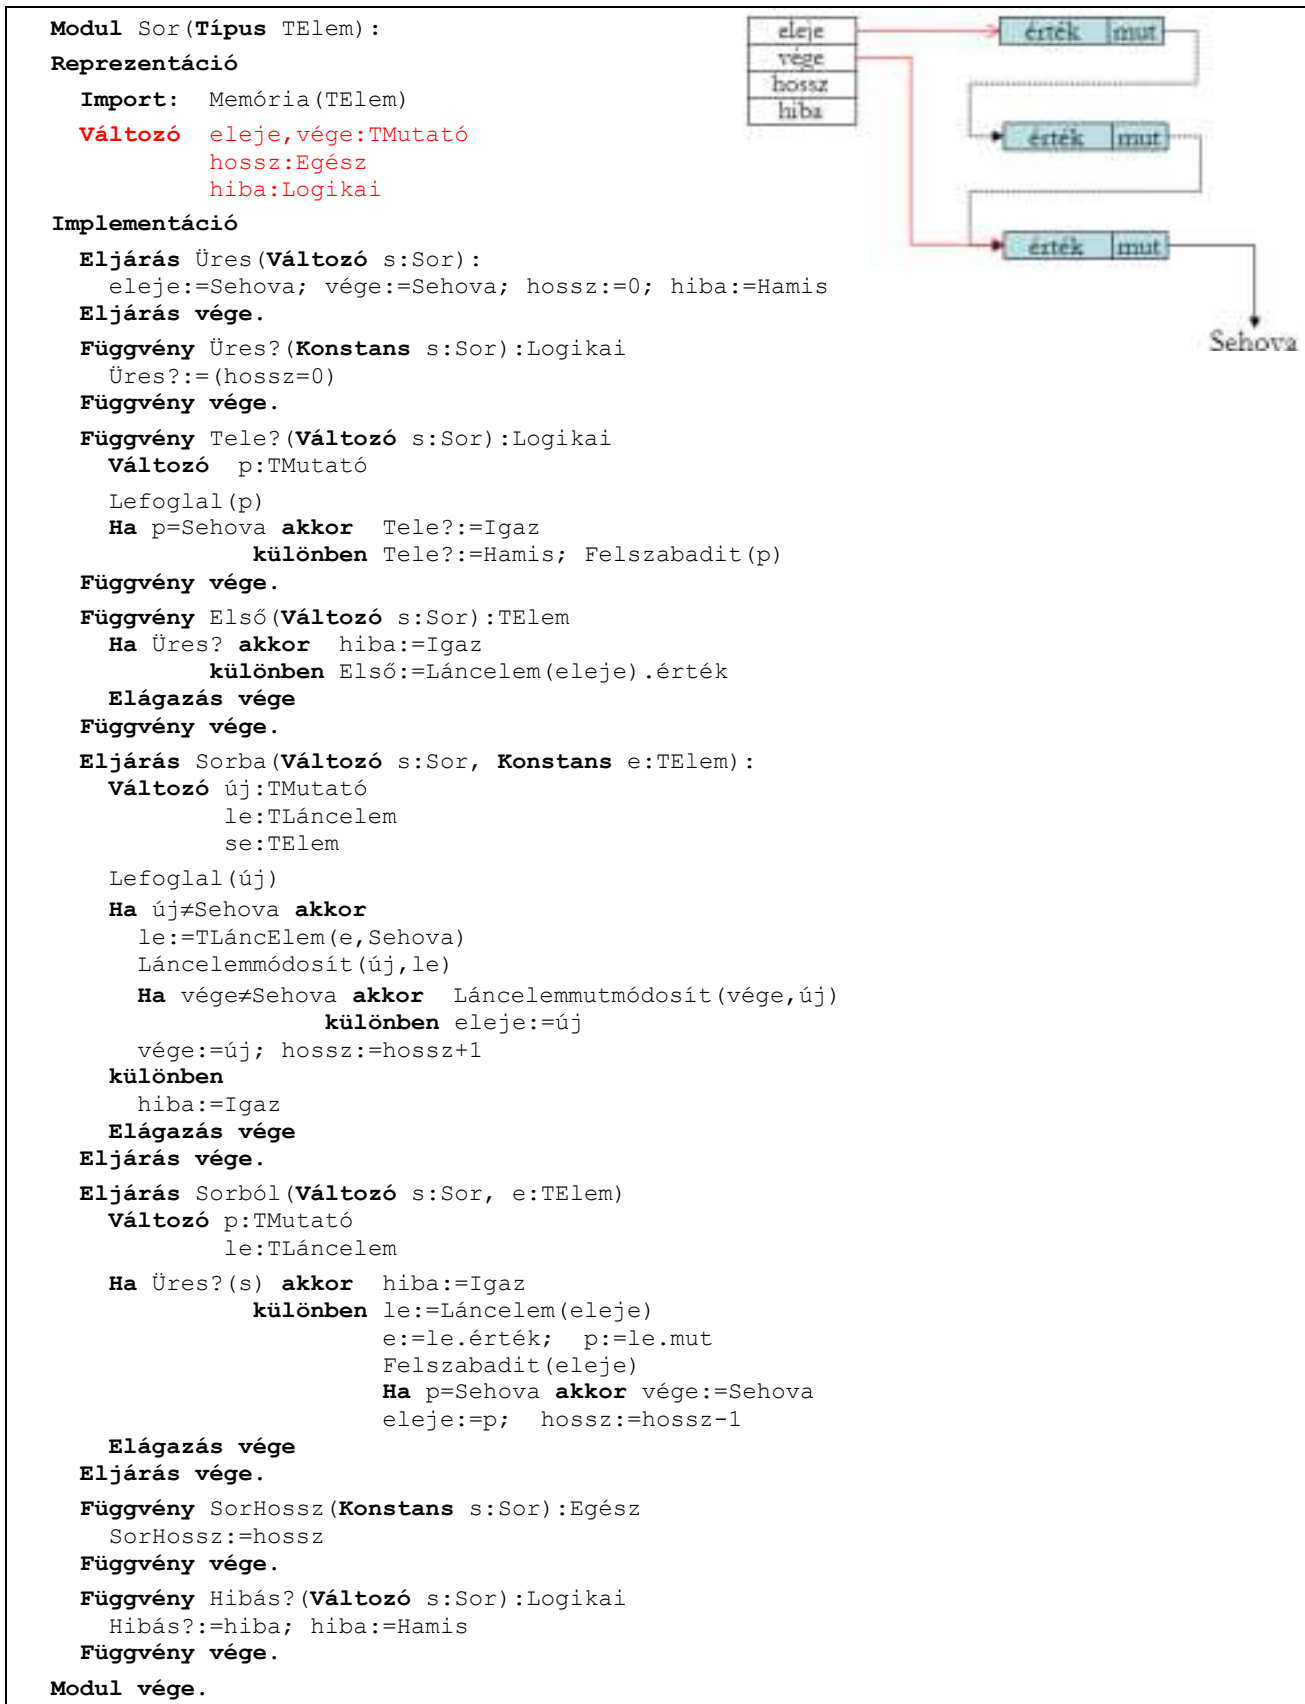 Modul Sor(Típus TElem):
Reprezentáció
Import: Memória(TElem)
Változó eleje,vége:TMutató
hossz:Egész
hiba:Logikai
eleje
vége
hossz
hiba
érték mut
érték mut
érték mut
Sehova
Implementáció
Eljárás Üres(Változó s:Sor):
eleje:=Sehova; vége:=Sehova; hossz:=0; hiba:=Hamis
Eljárás vége.
Függvény Üres?(Konstans s:Sor):Logikai
Üres?:=(hossz=0)
Függvény vége.
Függvény Tele?(Változó s:Sor):Logikai
Változó p:TMutató
Lefoglal(p)
Ha p=Sehova akkor Tele?:=Igaz
különben Tele?:=Hamis; Felszabadit(p)
Függvény vége.
Függvény Első(Változó s:Sor):TElem
Ha Üres? akkor hiba:=Igaz
különben Első:=Láncelem(eleje).érték
Elágazás vége
Függvény vége.
Eljárás Sorba(Változó s:Sor, Konstans e:TElem):
Változó új:TMutató
le:TLáncelem
se:TElem
Lefoglal(új)
Ha új≠Sehova akkor
le:=TLáncElem(e,Sehova)
Láncelemmódosít(új,le)
Ha vége≠Sehova akkor Láncelemmutmódosít(vége,új)
különben eleje:=új
vége:=új; hossz:=hossz+1
különben
hiba:=Igaz
Elágazás vége
Eljárás vége.
Eljárás Sorból(Változó s:Sor, e:TElem)
Változó p:TMutató
le:TLáncelem
Ha Üres?(s) akkor hiba:=Igaz
különben le:=Láncelem(eleje)
e:=le.érték; p:=le.mut
Felszabadit(eleje)
Ha p=Sehova akkor vége:=Sehova
eleje:=p; hossz:=hossz-1
Elágazás vége
Eljárás vége.
Függvény SorHossz(Konstans s:Sor):Egész
SorHossz:=hossz
Függvény vége.
Függvény Hibás?(Változó s:Sor):Logikai
Hibás?:=hiba; hiba:=Hamis
Függvény vége.
Modul vége.